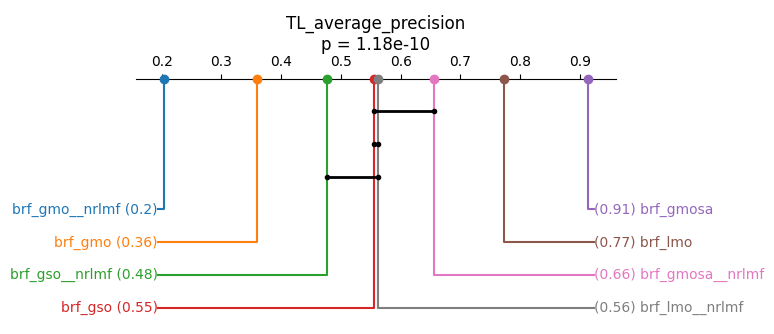 TL_average_precision
p = 1.18e-10
0.2 0.3 0.4 0.5 0.6 0.7 0.8 0.9
brf_gmo__nrlmf (0.2) (0.91) brf_gmosa
brf_gmo (0.36) (0.77) brf_lmo
brf_gso__nrlmf (0.48) (0.66) brf_gmosa__nrlmf
brf_gso (0.55) (0.56) brf_lmo__nrlmf